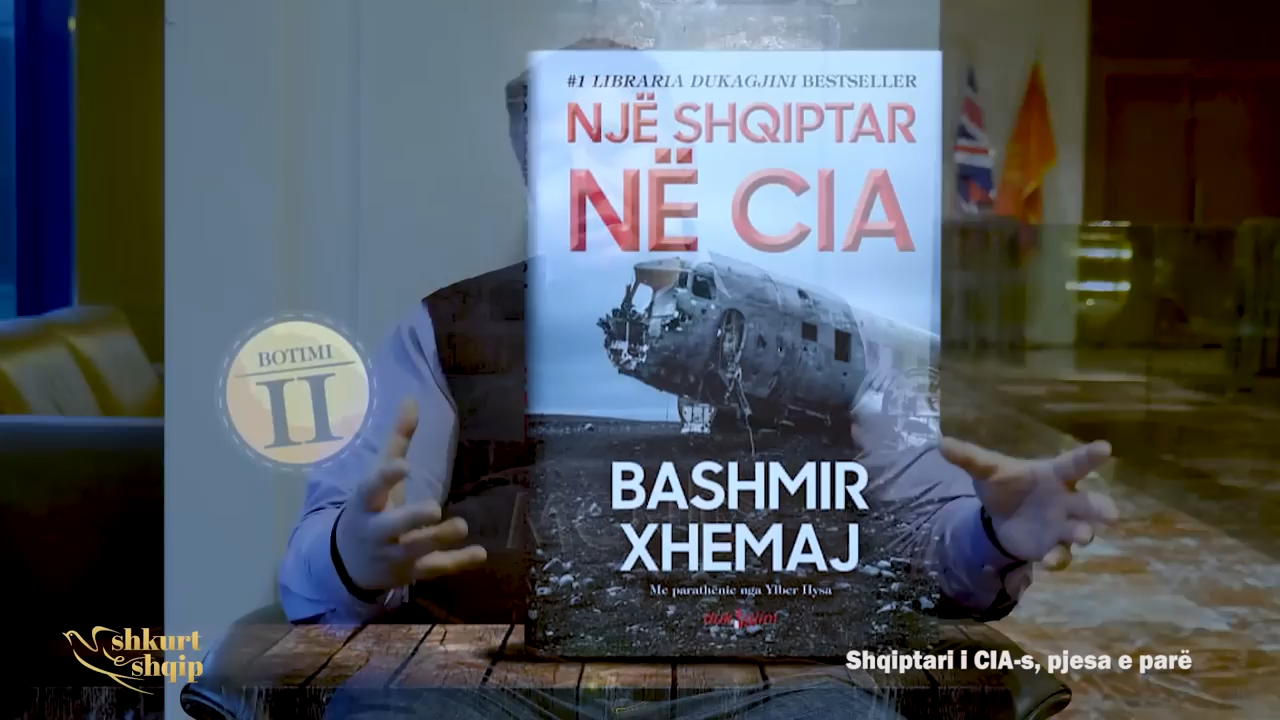 #1 LIBRARIA DUKAGJINI BESTSELLER
NJË SHQIPTAR
NË CIA
BOTIMI
II
BASHMIR
XHEMAJ
Me parathënie nga Ylber Hysa
shkurt
e shqip
Shqiptari i CIA-s, pjesa e parë